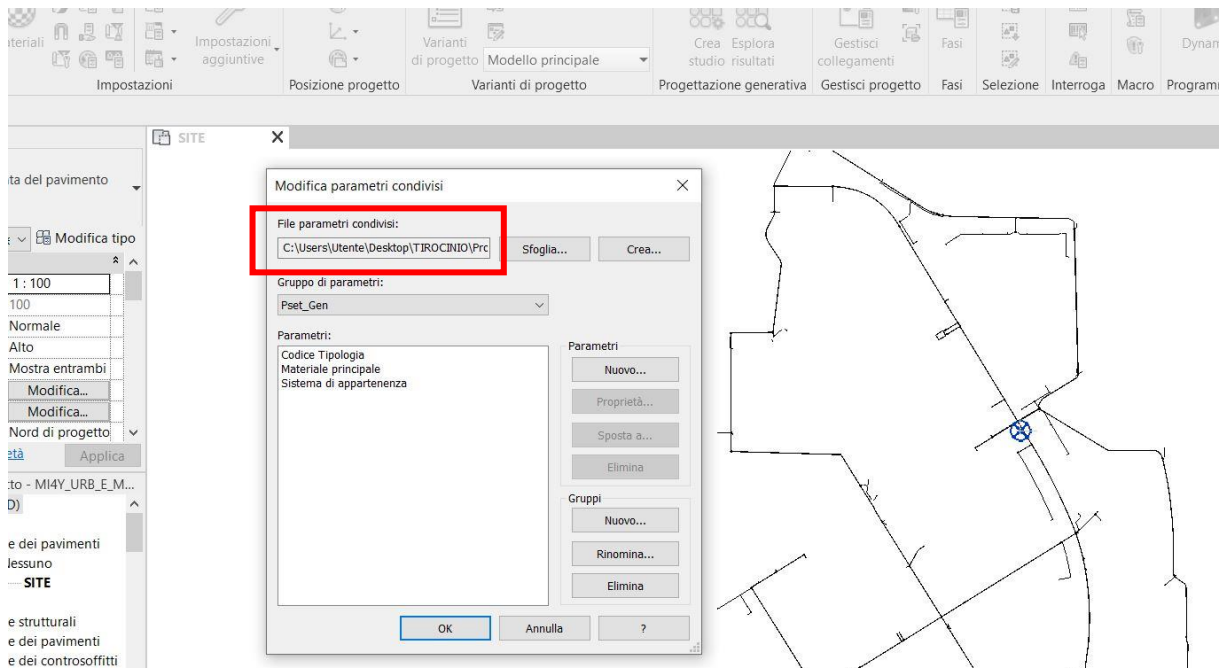 teriali
Impostazioni
aggiuntive
Varianti
di progetto
Modello principale
Crea Esplora
studio risultati
Gestisci
collegamenti
Fasi
Dynam
Impostazioni
Posizione progetto
Varianti di progetto
Progettazione generativa
Gestisci progetto
Fasi
Selezione
Interroga
Macro
Programm
SITE
ta del pavimento
Modifica tipo
1 : 100
100
Normale
Alto
Mostra entrambi
Modifica...
Modifica...
Nord di progetto
età
Applica
to - MI4Y_URB_E_M...
D)
e dei pavimenti
Nessuno
SITE
e strutturali
e dei pavimenti
e dei controsoffitti
Modifica parametri condivisi
File parametri condivisi:
C:\Users\Utente\Desktop\TIROCINIO\Prc
Sfoglia...
Crea...
Gruppo di parametri:
Pset_Gen
Parametri:
Codice Tipologia
Materiale principale
Sistema di appartenenza
Parametri
Nuovo...
Proprietà...
Sposta a...
Elimina
Gruppi
Nuovo...
Rinomina...
Elimina
OK
Annulla
?